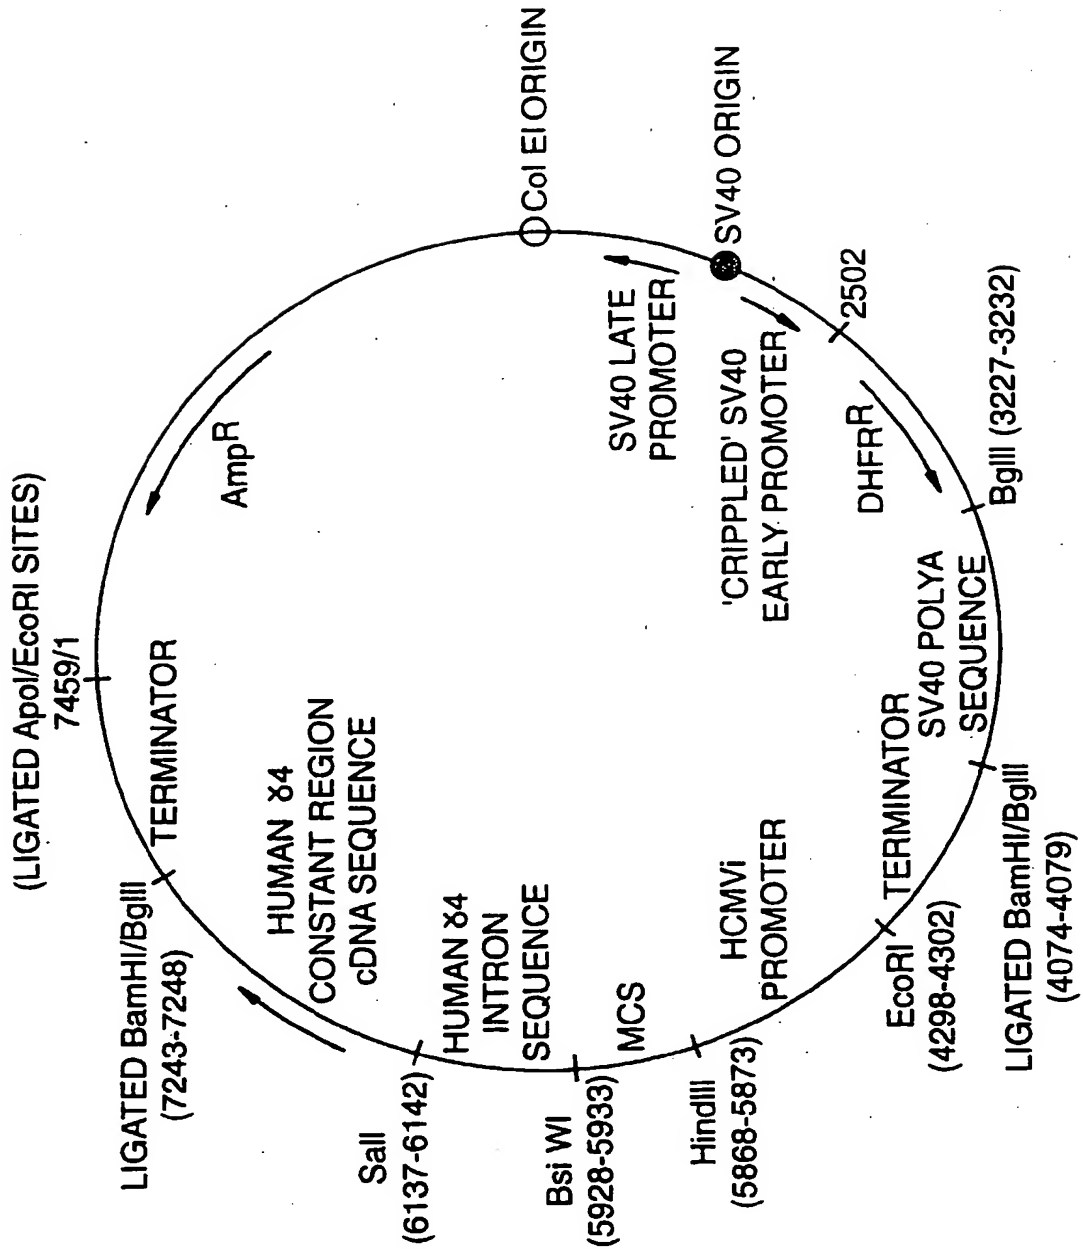 (LIGATED ApoI/EcoRI SITES)
7459/1
TERMINATOR
LIGATED BamHI/BglII
(7243-7248)
HUMAN Ɣ4
CONSTANT REGION
cDNA SEQUENCE
SalI
(6137-6142)
HUMAN Ɣ4
INTRON
SEQUENCE
Bsi WI
(5928-5933)
MCS
HindIII
(5868-5873)
HCMVi
PROMOTER
EcoRI
(4298-4302)
TERMINATOR
LIGATED BamHI/BglII
(4074-4079)
SV40 POLYA
SEQUENCE
BglII (3227-3232)
DHFRR
2502
'CRIPPLED' SV40
EARLY PROMOTER
SV40 ORIGIN
SV40 LATE
PROMOTER
Col EI ORIGIN
AmpR